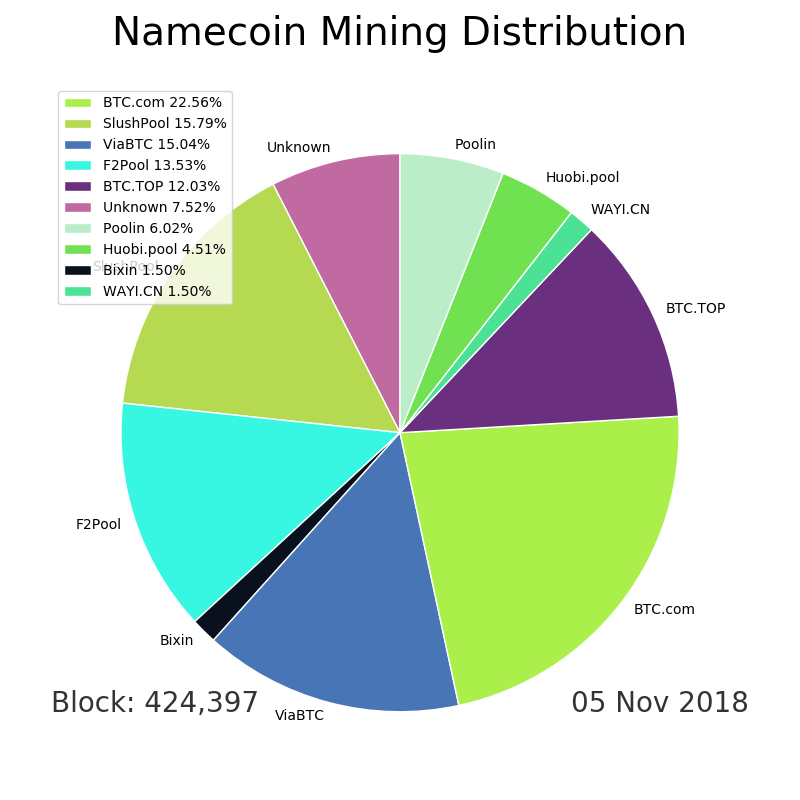 Namecoin Mining Distribution
BTC.com 22.56%
SlushPool 15.79%
ViaBTC 15.04%
F2Pool 13.53%
BTC.TOP 12.03%
Unknown 7.52%
Poolin 6.02%
Huobi.pool 4.51%
Bixin 1.50%
WAYI.CN 1.50%
Unknown
Poolin
Huobi.pool
WAYI.CN
SlushPool
BTC.TOP
F2Pool
BTC.com
Bixin
ViaBTC
Block: 424,397
05 Nov 2018